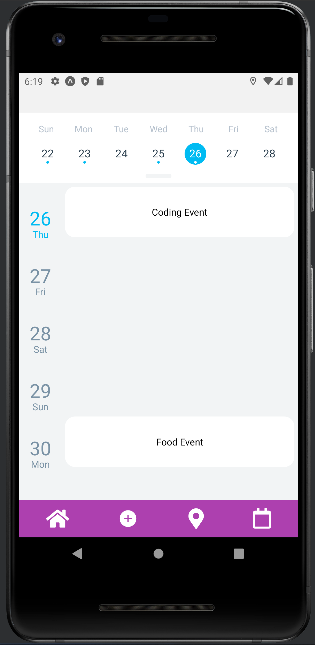 6:19
Sun Mon Tue Wed Thu Fri Sat
22 23 24 25 26 27 28
26
Thu
Coding Event
27
Fri
28
Sat
29
Sun
30
Mon
Food Event